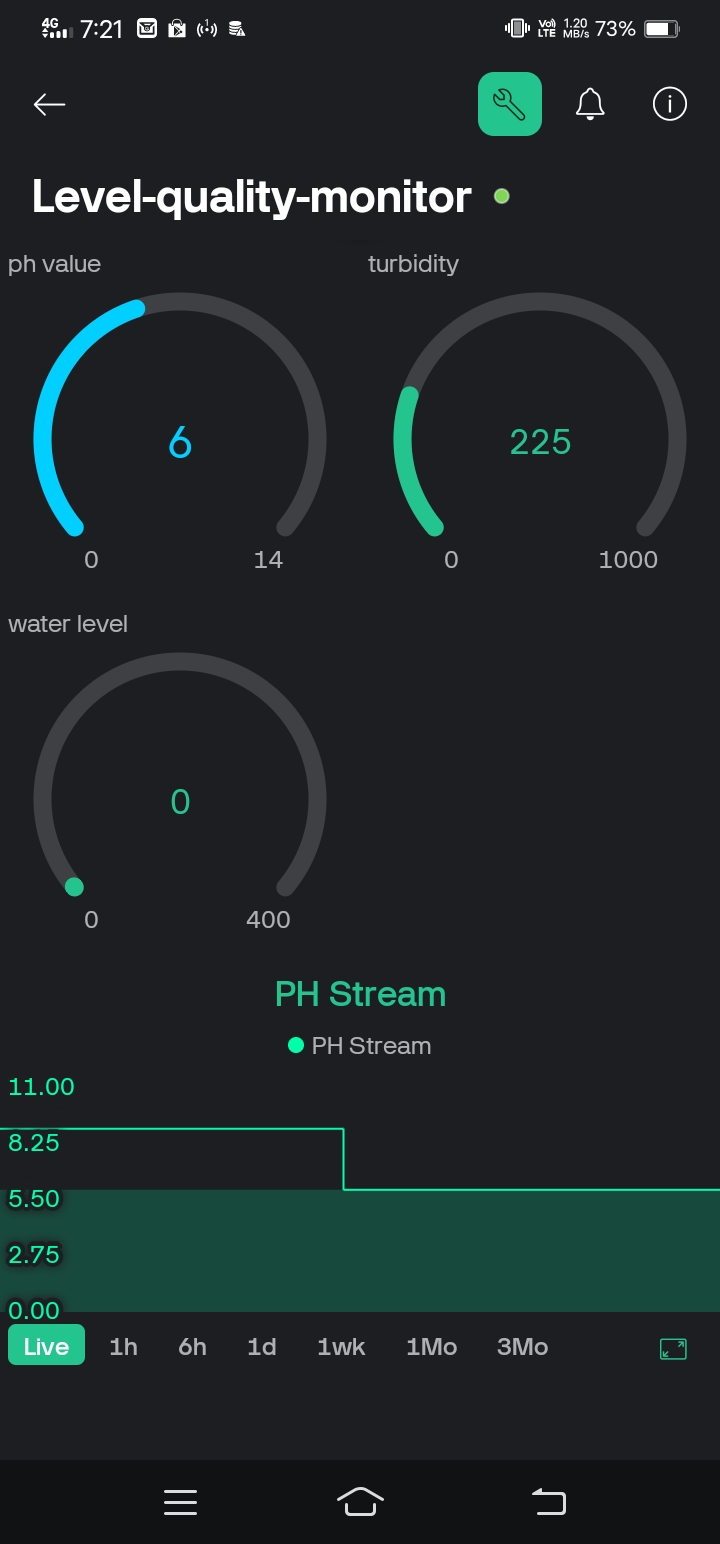 4G 7:21 Vo) LTE 1.20 MB/s 73%
Level-quality-monitor
ph value turbidity
6 225
0 14 0 1000
water level
0
0 400
PH Stream
PH Stream
11.00
8.25
5.50
2.75
0.00
Live 1h 6h 1d 1wk 1Mo 3Mo